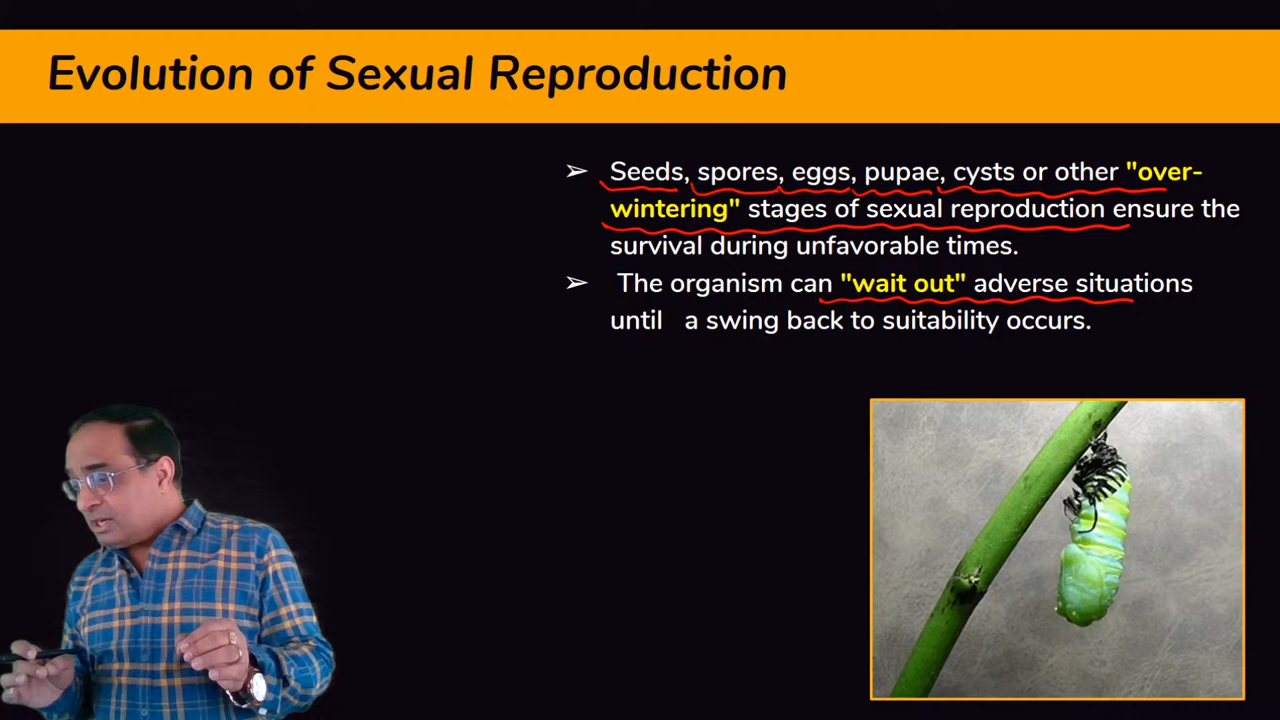 Evolution of Sexual Reproduction
➢ Seeds, spores, eggs, pupae, cysts or other "over-
wintering" stages of sexual reproduction ensure the
survival during unfavorable times.
➢ The organism can "wait out" adverse situations
until a swing back to suitability occurs.